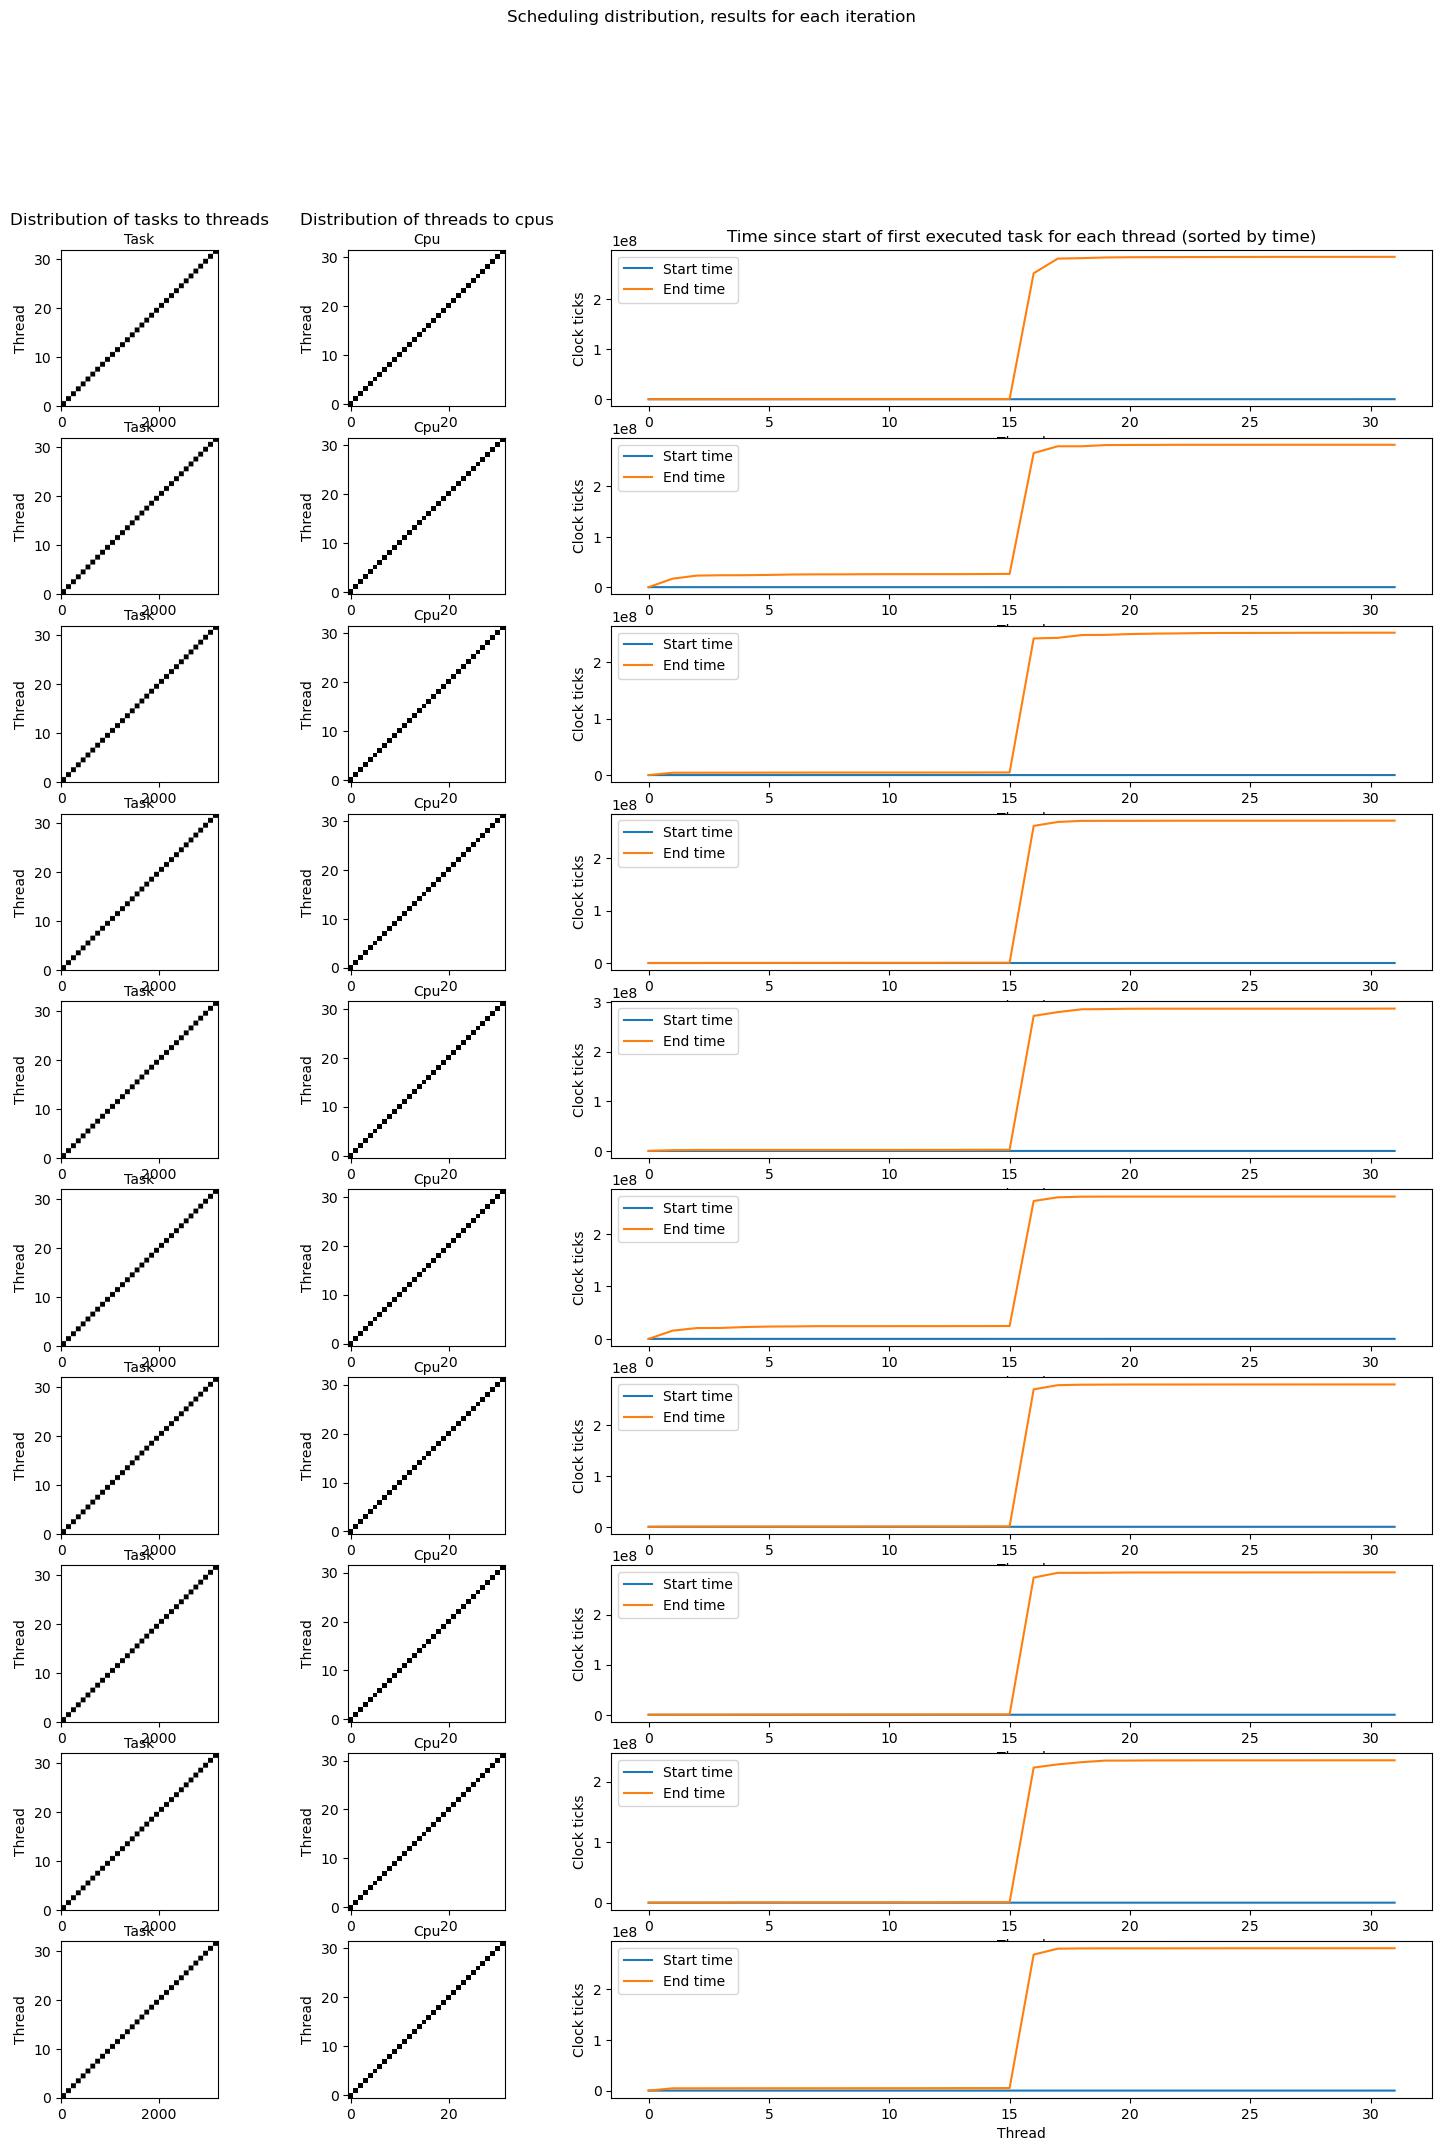 Scheduling distribution, results for each iteration
Distribution of tasks to threads
Distribution of threads to cpus
Time since start of first executed task for each thread (sorted by time)
Task
Thread
30
20
10
0
0 2000
Cpu
Thread
30
20
10
0
0 20
1e8
Start time
End time
Clock ticks
2
1
0
0 5 10 15 20 25 30
Task
Thread
30
20
10
0
0 2000
Cpu
Thread
30
20
10
0
0 20
1e8
Start time
End time
Clock ticks
2
1
0
0 5 10 15 20 25 30
Task
Thread
30
20
10
0
0 2000
Cpu
Thread
30
20
10
0
0 20
1e8
Start time
End time
Clock ticks
2
1
0
0 5 10 15 20 25 30
Task
Thread
30
20
10
0
0 2000
Cpu
Thread
30
20
10
0
0 20
1e8
Start time
End time
Clock ticks
2
1
0
0 5 10 15 20 25 30
Task
Thread
30
20
10
0
0 2000
Cpu
Thread
30
20
10
0
0 20
1e8
Start time
End time
Clock ticks
3
2
1
0
0 5 10 15 20 25 30
Task
Thread
30
20
10
0
0 2000
Cpu
Thread
30
20
10
0
0 20
1e8
Start time
End time
Clock ticks
2
1
0
0 5 10 15 20 25 30
Task
Thread
30
20
10
0
0 2000
Cpu
Thread
30
20
10
0
0 20
1e8
Start time
End time
Clock ticks
2
1
0
0 5 10 15 20 25 30
Task
Thread
30
20
10
0
0 2000
Cpu
Thread
30
20
10
0
0 20
1e8
Start time
End time
Clock ticks
2
1
0
0 5 10 15 20 25 30
Task
Thread
30
20
10
0
0 2000
Cpu
Thread
30
20
10
0
0 20
1e8
Start time
End time
Clock ticks
2
1
0
0 5 10 15 20 25 30
Task
Thread
30
20
10
0
0 2000
Cpu
Thread
30
20
10
0
0 20
1e8
Start time
End time
Clock ticks
2
1
0
0 5 10 15 20 25 30
Thread